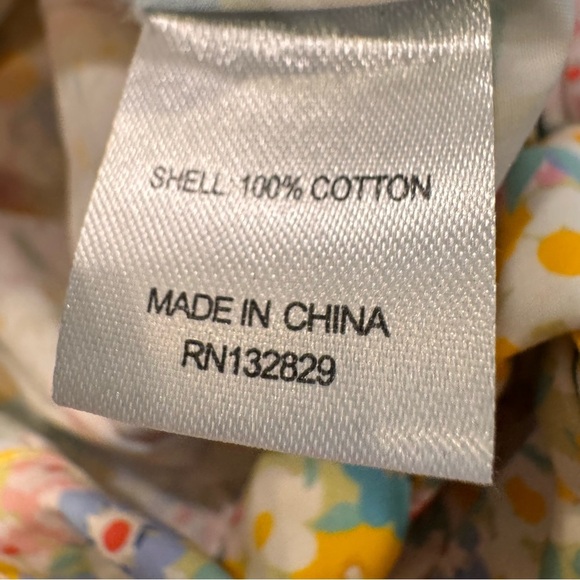 SHELL: 100% COTTON
MADE IN CHINA
RN132829